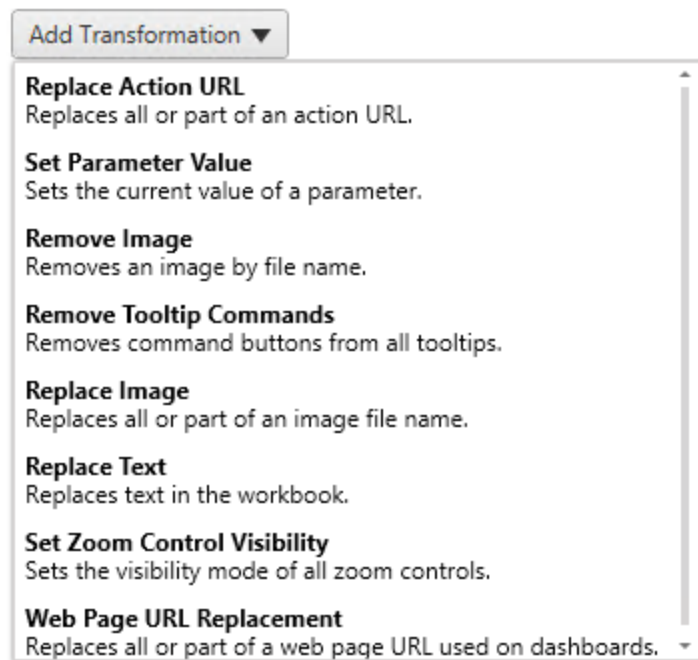 Add Transformation ▼
Replace Action URL
Replaces all or part of an action URL.
Set Parameter Value
Sets the current value of a parameter.
Remove Image
Removes an image by file name.
Remove Tooltip Commands
Removes command buttons from all tooltips.
Replace Image
Replaces all or part of an image file name.
Replace Text
Replaces text in the workbook.
Set Zoom Control Visibility
Sets the visibility mode of all zoom controls.
Web Page URL Replacement
Replaces all or part of a web page URL used on dashboards.